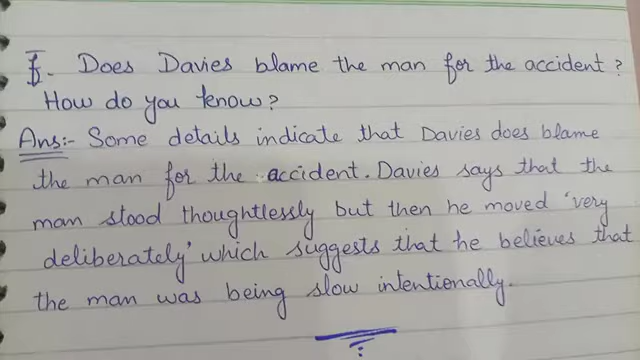 f. Does Davies blame the man for the accident?
How do you know?
Ans:- Some details indicate that Davies does blame
the man for the accident. Davies says that the
man stood thoughtlessly but then he moved 'very
deliberately' which suggests that he believes that
the man was being slow intentionally.